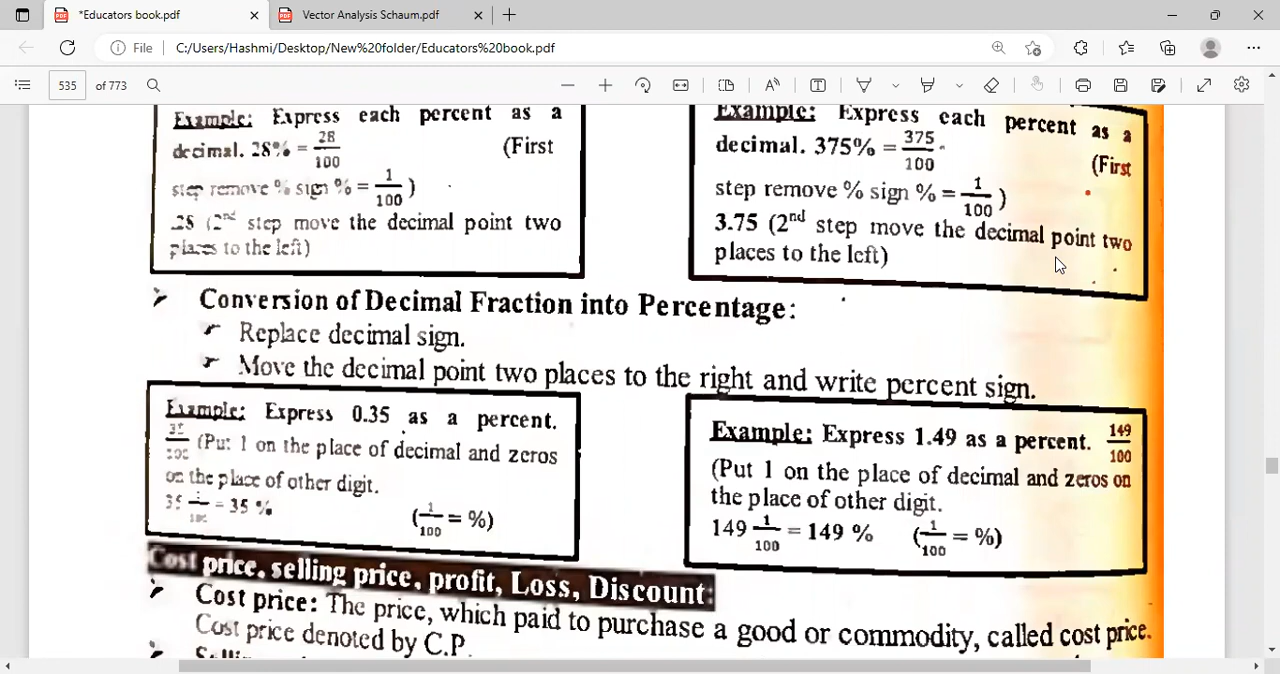 *Educators book.pdf
Vector Analysis Schaum.pdf
File C:/Users/Hashmi/Desktop/New%20folder/Educators%20book.pdf
535 of 773
Example: Express each percent as a
decimal. 28% = 28/100 (First
step remove % sign % = 1/100 )
.28 (2nd step move the decimal point two
places to the left)
Example: Express each percent as a
decimal. 375% = 375/100 . (First
step remove % sign % = 1/100 )
3.75 (2nd step move the decimal point two
places to the left)
➢ Conversion of Decimal Fraction into Percentage:
Replace decimal sign.
Move the decimal point two places to the right and write percent sign.
Example: Express 0.35 as a percent.
35/100 (Put 1 on the place of decimal and zeros
on the place of other digit.
35 1/100 = 35 % (1/100 = %)
Example: Express 1.49 as a percent. 149/100
(Put 1 on the place of decimal and zeros on
the place of other digit.
149 1/100 = 149 % (1/100 = %)
Cost price, selling price, profit, Loss, Discount:
➢ Cost price: The price, which paid to purchase a good or commodity, called cost price.
Cost price denoted by C.P